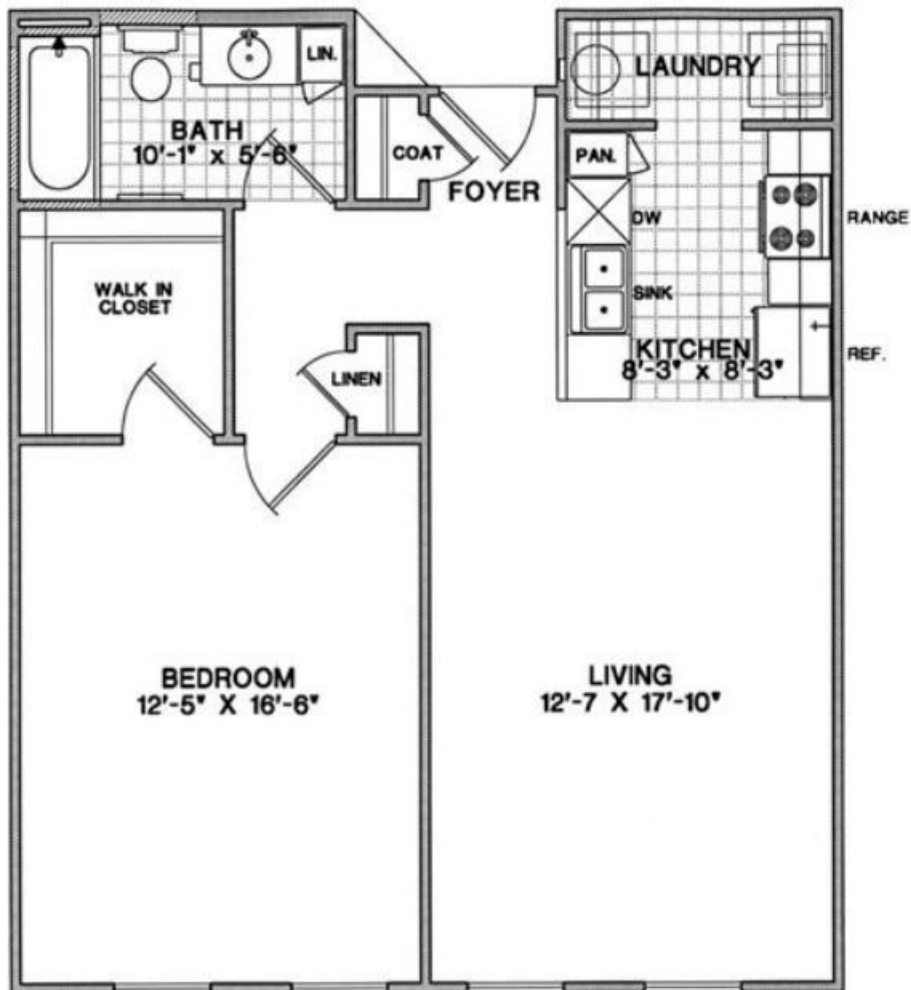 LIN.
LAUNDRY
BATH
10'-1" x 5'-6"
COAT
PAN.
FOYER
DW
RANGE
WALK IN
CLOSET
SINK
KITCHEN
8'-3" x 8'-3"
REF.
LINEN
BEDROOM
12'-5" X 16'-6"
LIVING
12'-7 X 17'-10"